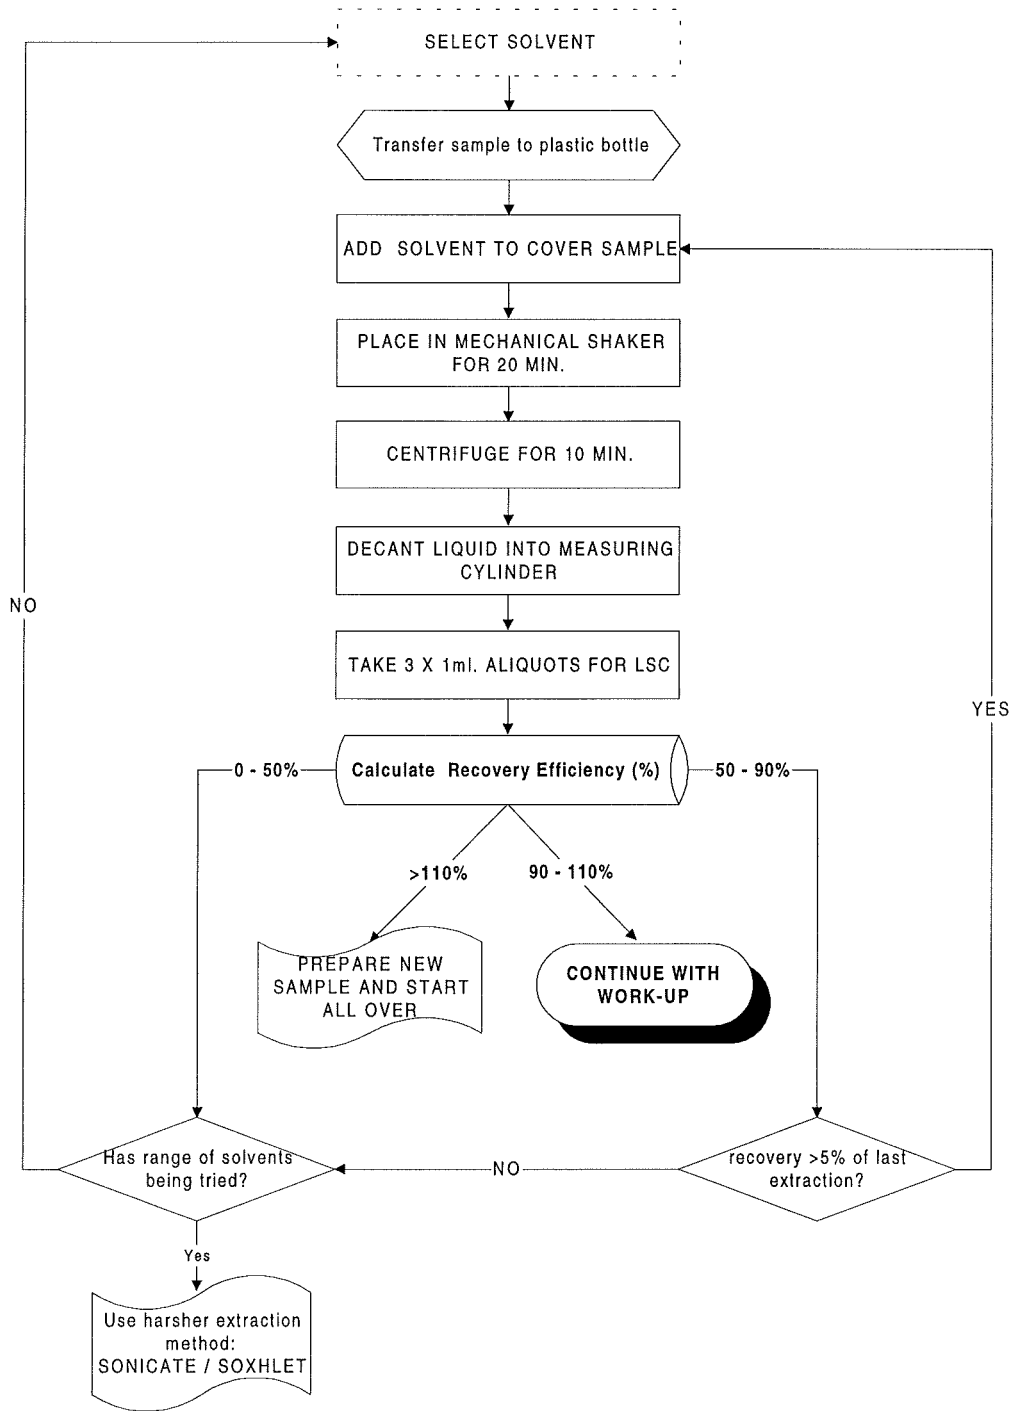 SELECT SOLVENT
Transfer sample to plastic bottle
ADD SOLVENT TO COVER SAMPLE
PLACE IN MECHANICAL SHAKER
FOR 20 MIN.
CENTRIFUGE FOR 10 MIN.
DECANT LIQUID INTO MEASURING
CYLINDER
NO
TAKE 3 X 1ml. ALIQUOTS FOR LSC
YES
0 - 50%
Calculate Recovery Efficiency (%)
50 - 90%
>110%
90 - 110%
PREPARE NEW
SAMPLE AND START
ALL OVER
CONTINUE WITH
WORK-UP
Has range of solvents
being tried?
NO
recovery >5% of last
extraction?
Yes
Use harsher extraction
method:
SONICATE / SOXHLET